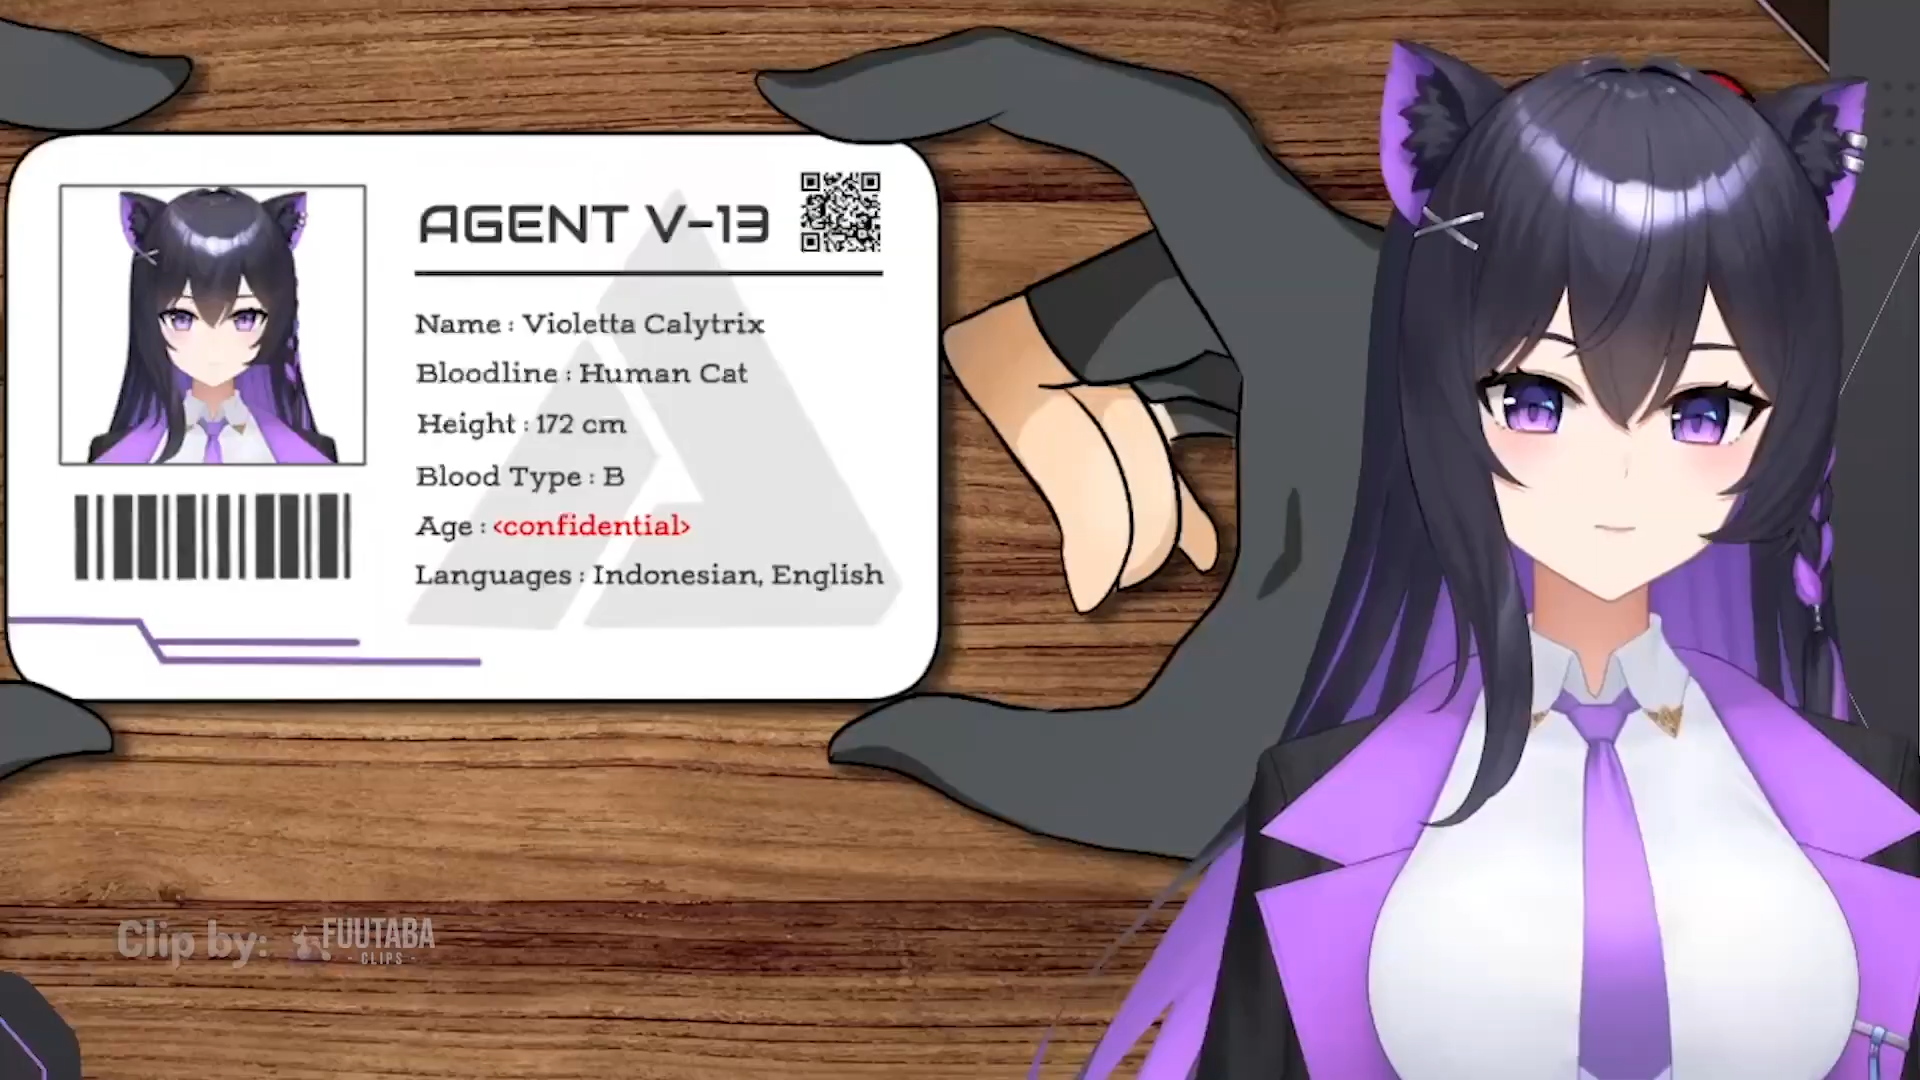 AGENT V-13
Name : Violetta Calytrix
Bloodline : Human Cat
Height : 172 cm
Blood Type : B
Age : <confidential>
Languages : Indonesian, English
Clip by: FUUTABA
- CLIPS -